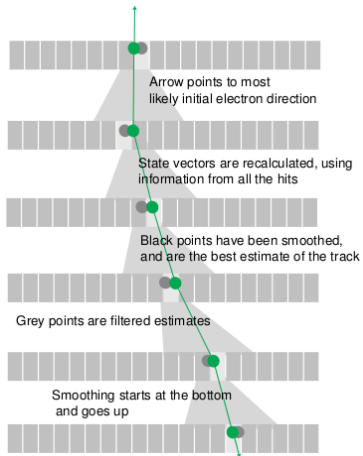 Arrow points to most
likely initial electron direction
State vectors are recalculated, using
information from all the hits
Black points have been smoothed,
and are the best estimate of the track
Grey points are filtered estimates
Smoothing starts at the bottom
and goes up